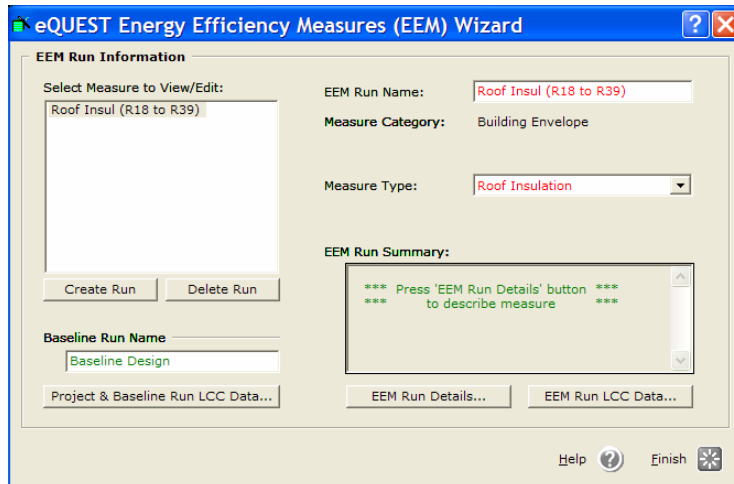 eQUEST Energy Efficiency Measures (EEM) Wizard
EEM Run Information
Select Measure to View/Edit:
Roof Insul (R18 to R39)
Create Run
Delete Run
Baseline Run Name
Baseline Design
Project & Baseline Run LCC Data...
EEM Run Name:
Roof Insul (R18 to R39)
Measure Category:
Building Envelope
Measure Type:
Roof Insulation
EEM Run Summary:
*** Press 'EEM Run Details' button ***
*** to describe measure ***
EEM Run Details...
EEM Run LCC Data...
Help
Finish